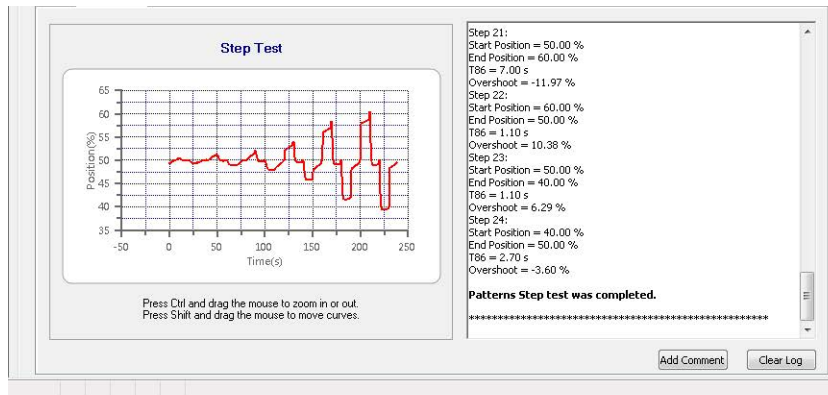 Step Test
65
60
55
50
45
40
35
Position(%)
-50 0 50 100 150 200 250
Time(s)
Press Ctrl and drag the mouse to zoom in or out.
Press Shift and drag the mouse to move curves.
Step 21:
Start Position = 50.00 %
End Position = 60.00 %
T86 = 7.00 s
Overshoot = -11.97 %
Step 22:
Start Position = 60.00 %
End Position = 50.00 %
T86 = 1.10 s
Overshoot = 10.38 %
Step 23:
Start Position = 50.00 %
End Position = 40.00 %
T86 = 1.10 s
Overshoot = 6.29 %
Step 24:
Start Position = 40.00 %
End Position = 50.00 %
T86 = 2.70 s
Overshoot = -3.60 %
Patterns Step test was completed.
****************************************************
Add Comment Clear Log